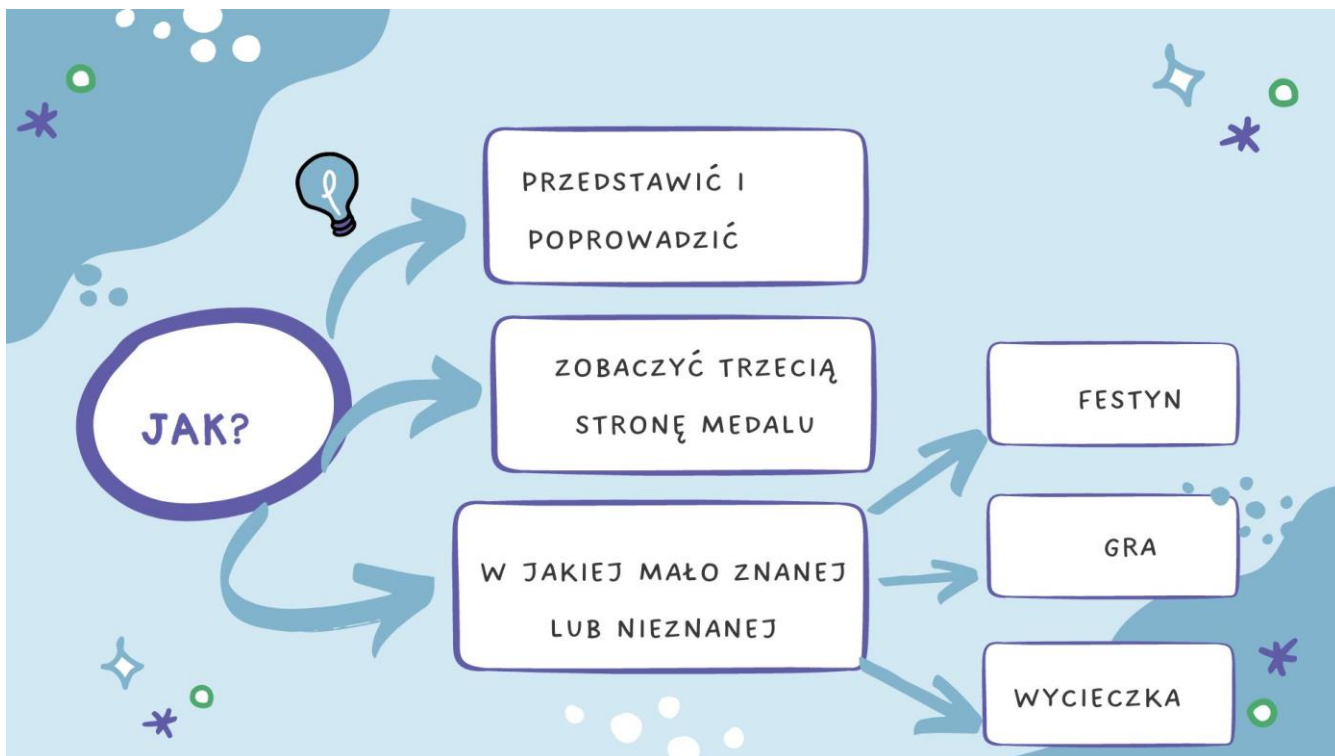 JAK?
PRZEDSTAWIĆ I
POPROWADZIĆ
ZOBACZYĆ TRZECIĄ
STRONĘ MEDALU
W JAKIEJ MAŁO ZNANEJ
LUB NIEZNANEJ
FESTYN
GRA
WYCIECZKA